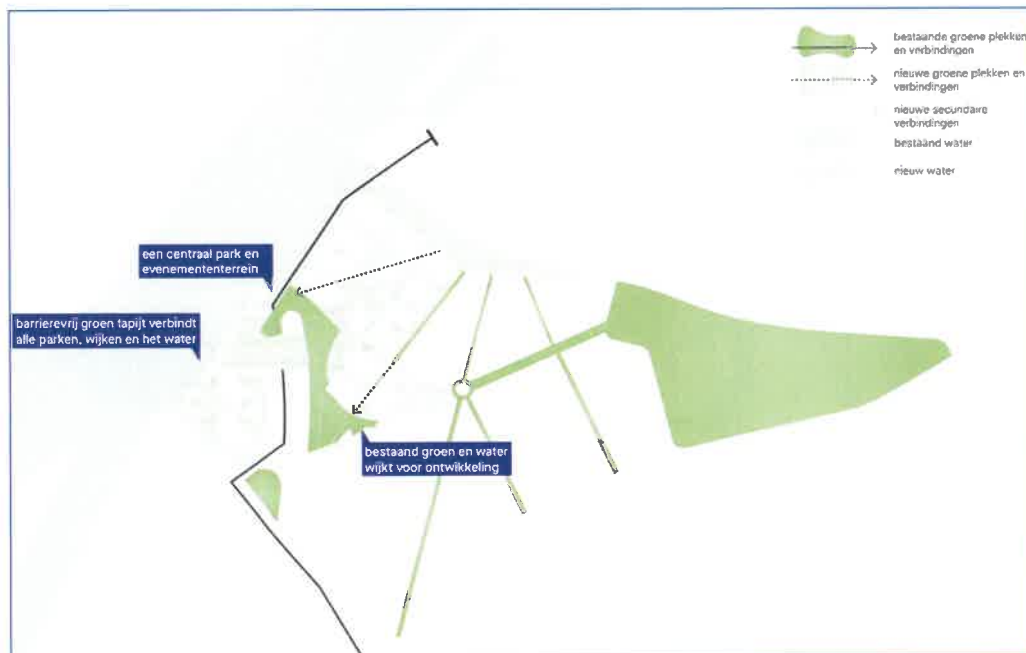 bestaande groene plekken
en verbindingen
nieuwe groene plekken en
verbindingen
nieuwe secundaire
verbindingen
bestaand water
nieuw water
een centraal park en
evenemententerrein
barrierevrij groen tapijt verbindt
alle parken, wijken en het water
bestaand groen en water
wijkt voor ontwikkeling